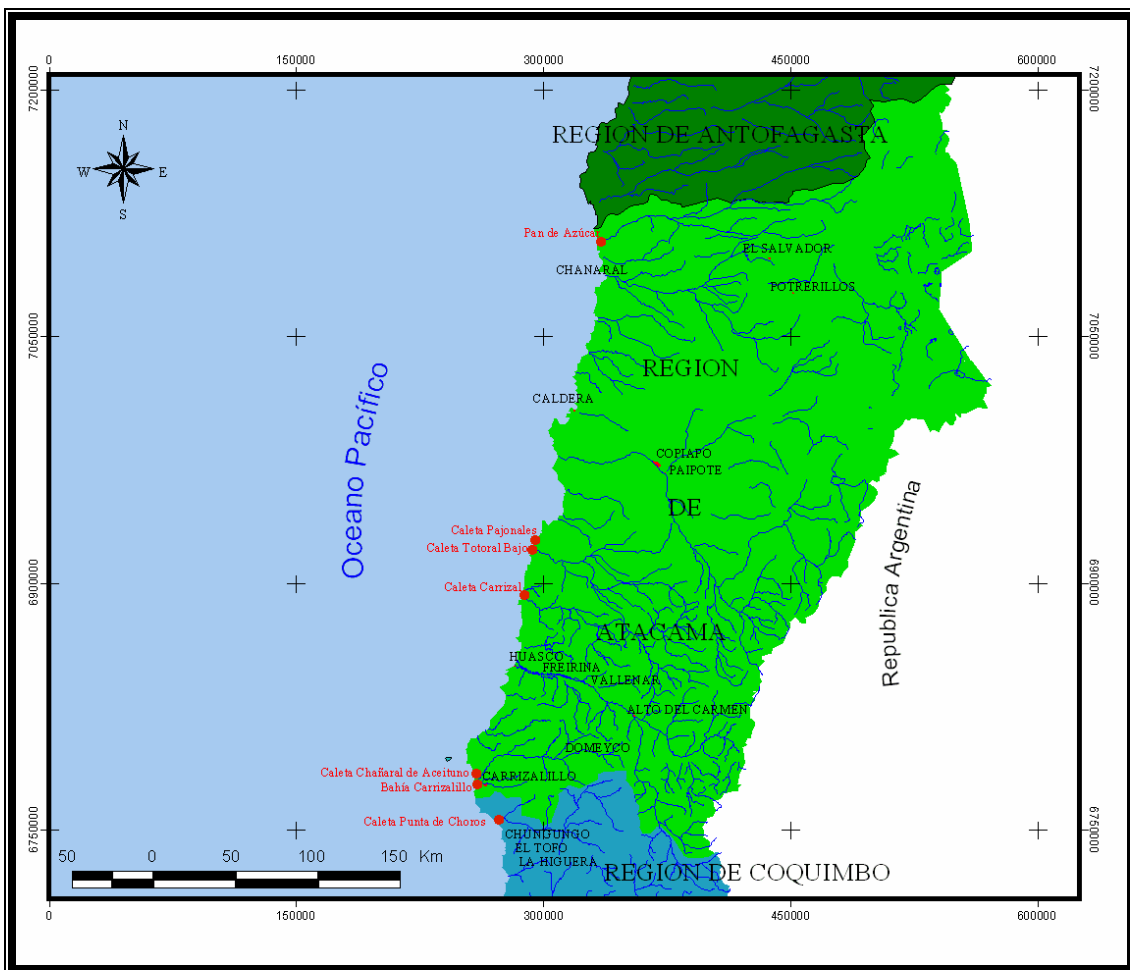 0 150000 300000 450000 600000
7200000 7200000
REGION DE ANTOFAGASTA
N
W E
S
Pan de Azúcar
EL SALVADOR
CHANARAL
POTRERILLOS
7050000 7050000
REGION
Oceano Pacífico
CALDERA
COPIAPO
PAIPOTE
DE
Caleta Pajonales
Caleta Totoral Bajo
Republica Argentina
6900000 6900000
Caleta Carrizal
ATACAMA
HUASCO
FREIRINA
VALLENAR
ALTO DEL CARMEN
DOMEYCO
Caleta Chañaral de Aceituno
CARRIZALILLO
Bahía Carrizalillo
Caleta Punta de Choros
6750000 6750000
CHUNGUNGO
EL TOFO
LA HIGUERA
50 0 50 100 150 Km
REGION DE COQUIMBO
0 150000 300000 450000 600000